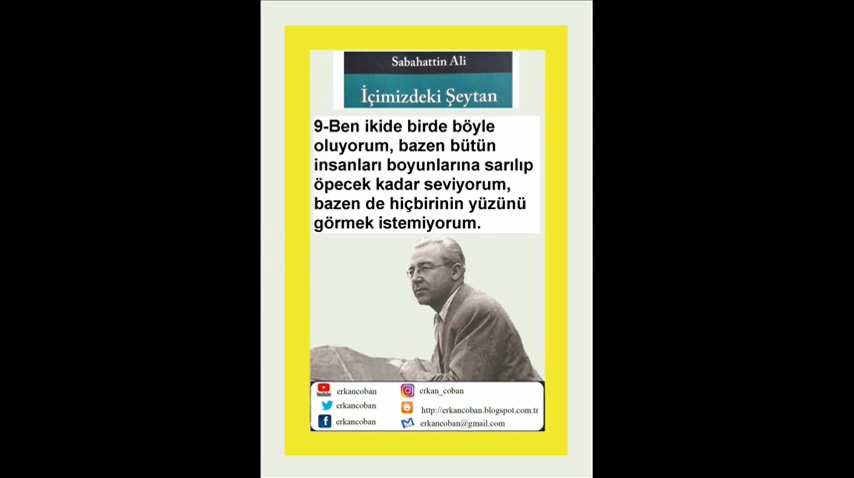 Sabahattin Ali
İçimizdeki Şeytan
9-Ben ikide birde böyle
oluyorum, bazen bütün
insanları boyunlarına sarılıp
öpecek kadar seviyorum,
bazen de hiçbirinin yüzünü
görmek istemiyorum.
YouTube erkancoban
erkan_coban
erkancoban
http://erkancoban.blogspot.com.tr
erkancoban
erkancoban@gmail.com